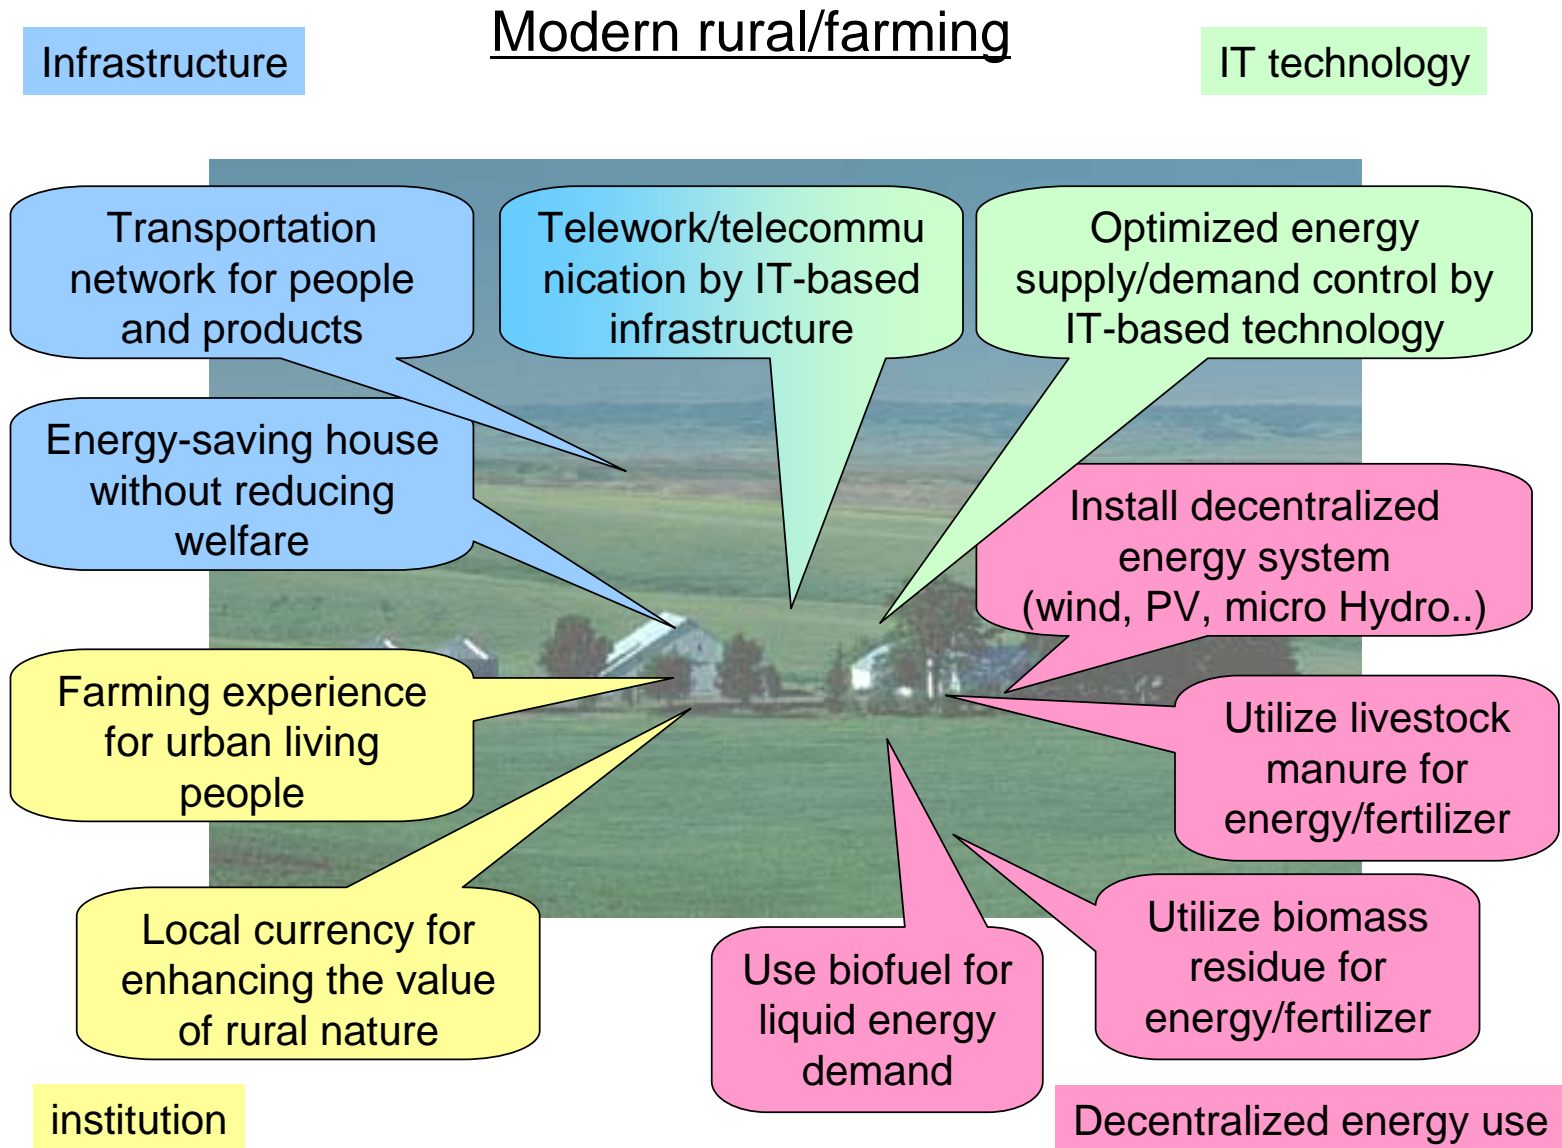 Modern rural/farming
Infrastructure
IT technology
Transportation
network for people
and products
Telework/telecommu
nication by IT-based
infrastructure
Optimized energy
supply/demand control by
IT-based technology
Energy-saving house
without reducing
welfare
Install decentralized
energy system
(wind, PV, micro Hydro..)
Farming experience
for urban living
people
Utilize livestock
manure for
energy/fertilizer
Local currency for
enhancing the value
of rural nature
Use biofuel for
liquid energy
demand
Utilize biomass
residue for
energy/fertilizer
institution
Decentralized energy use